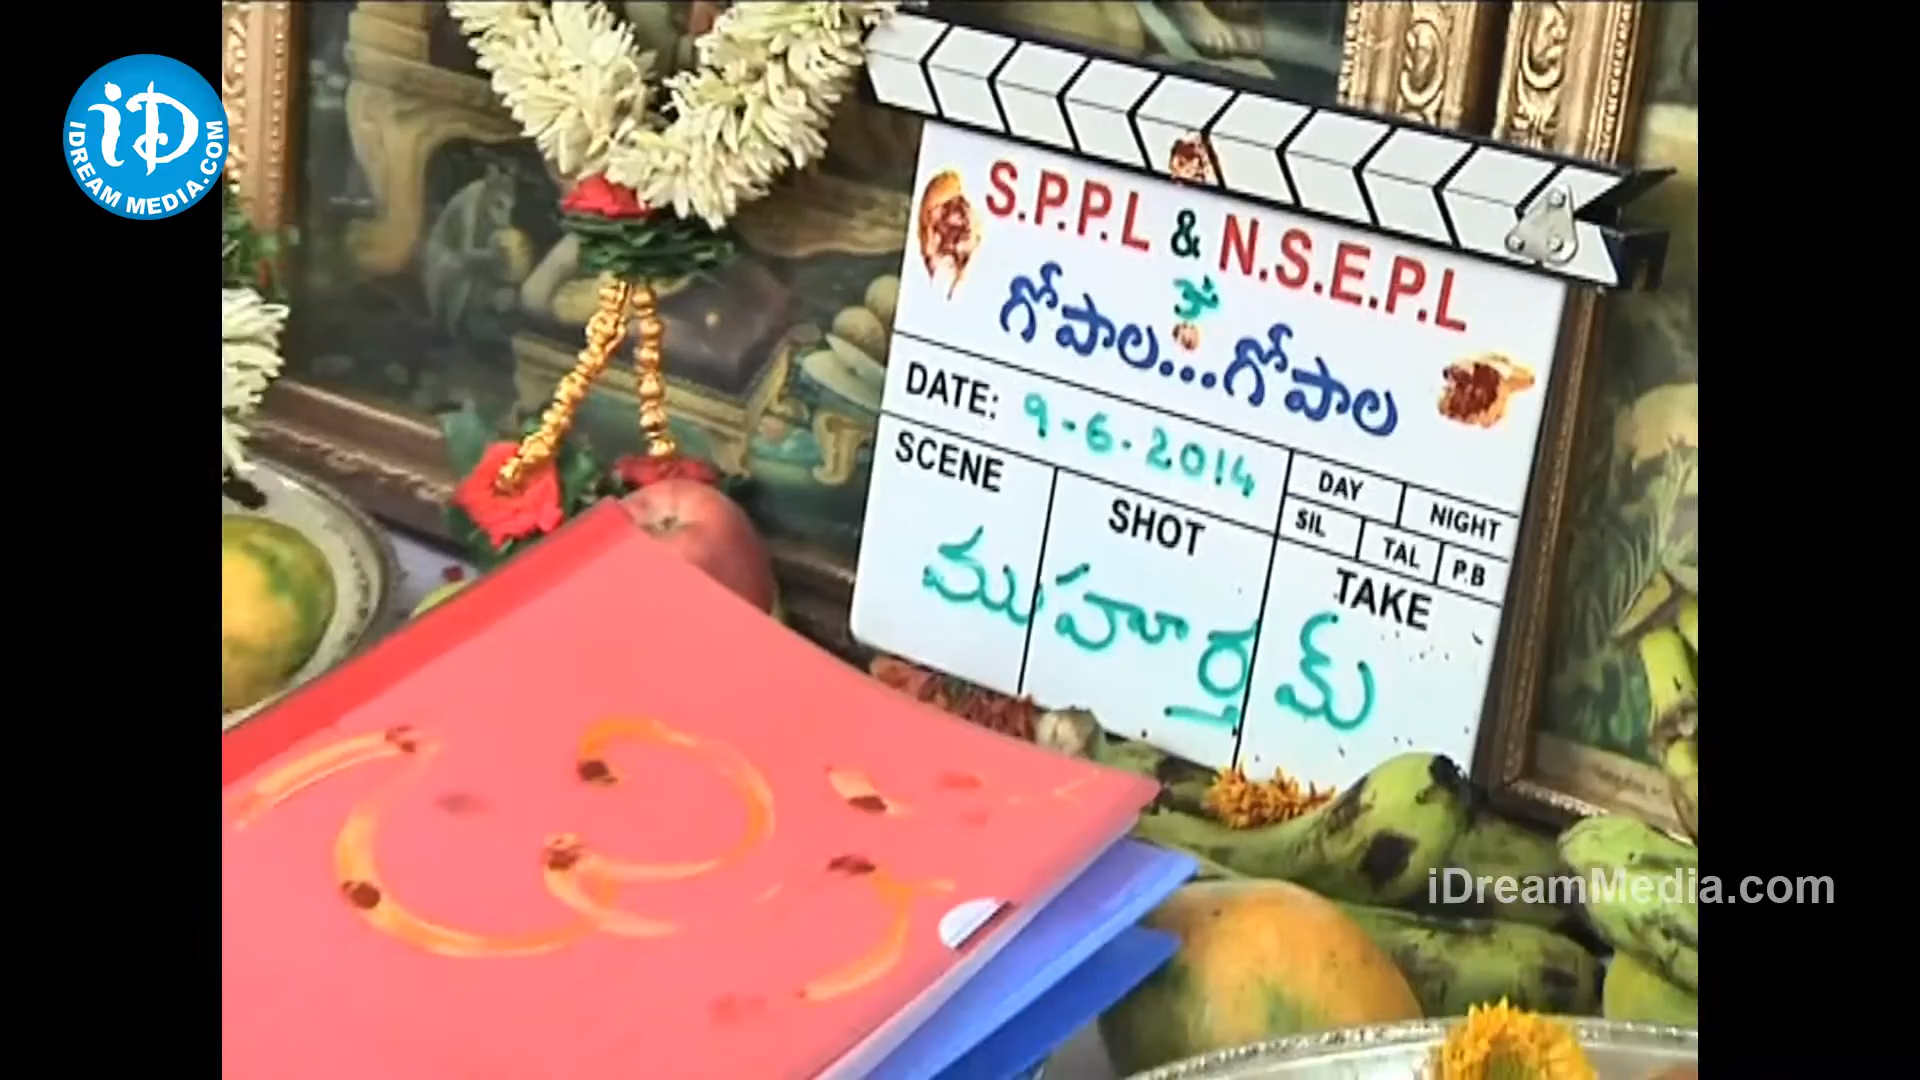 iD
IDREAM MEDIA.COM
S.P.P.L & N.S.E.P.L
గోపాల...గోపాల
DATE: 9-6-2014
DAY NIGHT
SIL TAL P.B
SCENE SHOT TAKE
ముహూర్తమ్
iDreamMedia.com